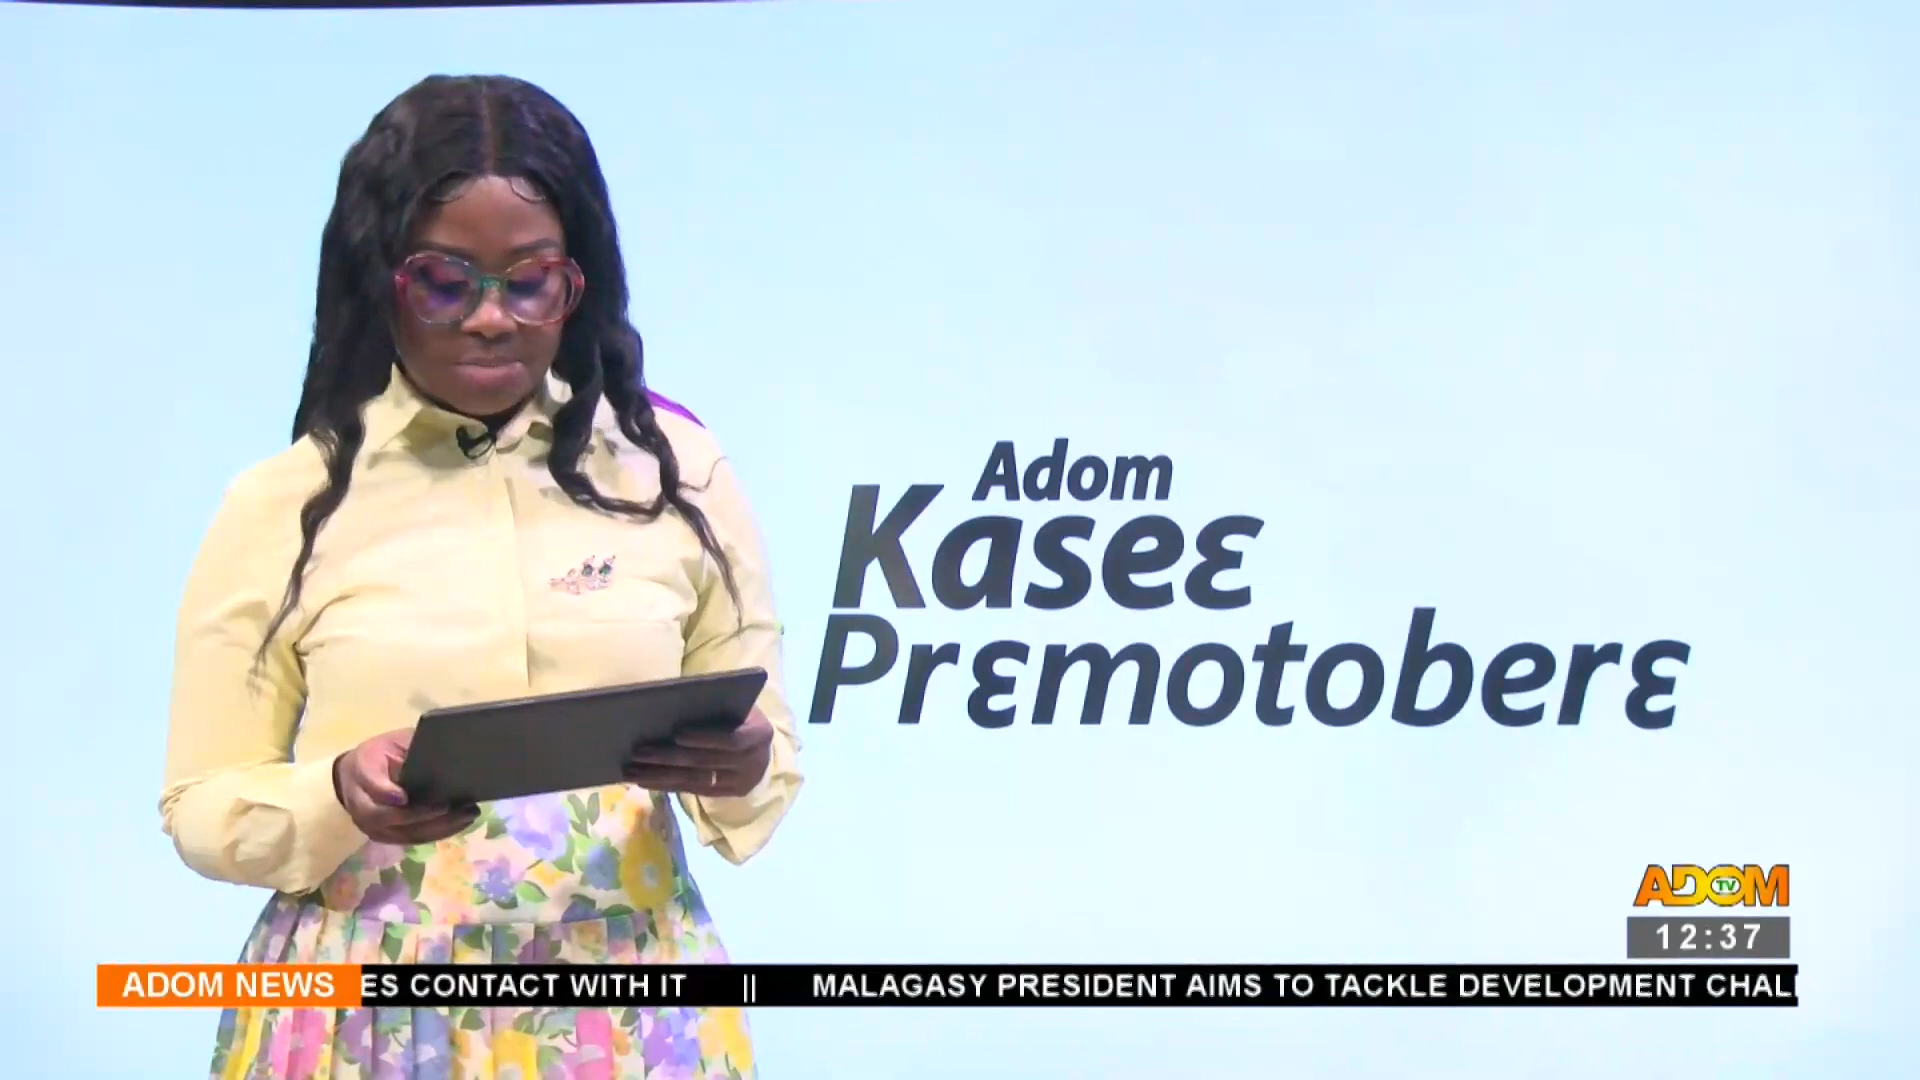 Adom
Kaseɛ
Prɛmotoberɛ
ADOM TV
12:37
ADOM NEWS ES CONTACT WITH IT || MALAGASY PRESIDENT AIMS TO TACKLE DEVELOPMENT CHAL